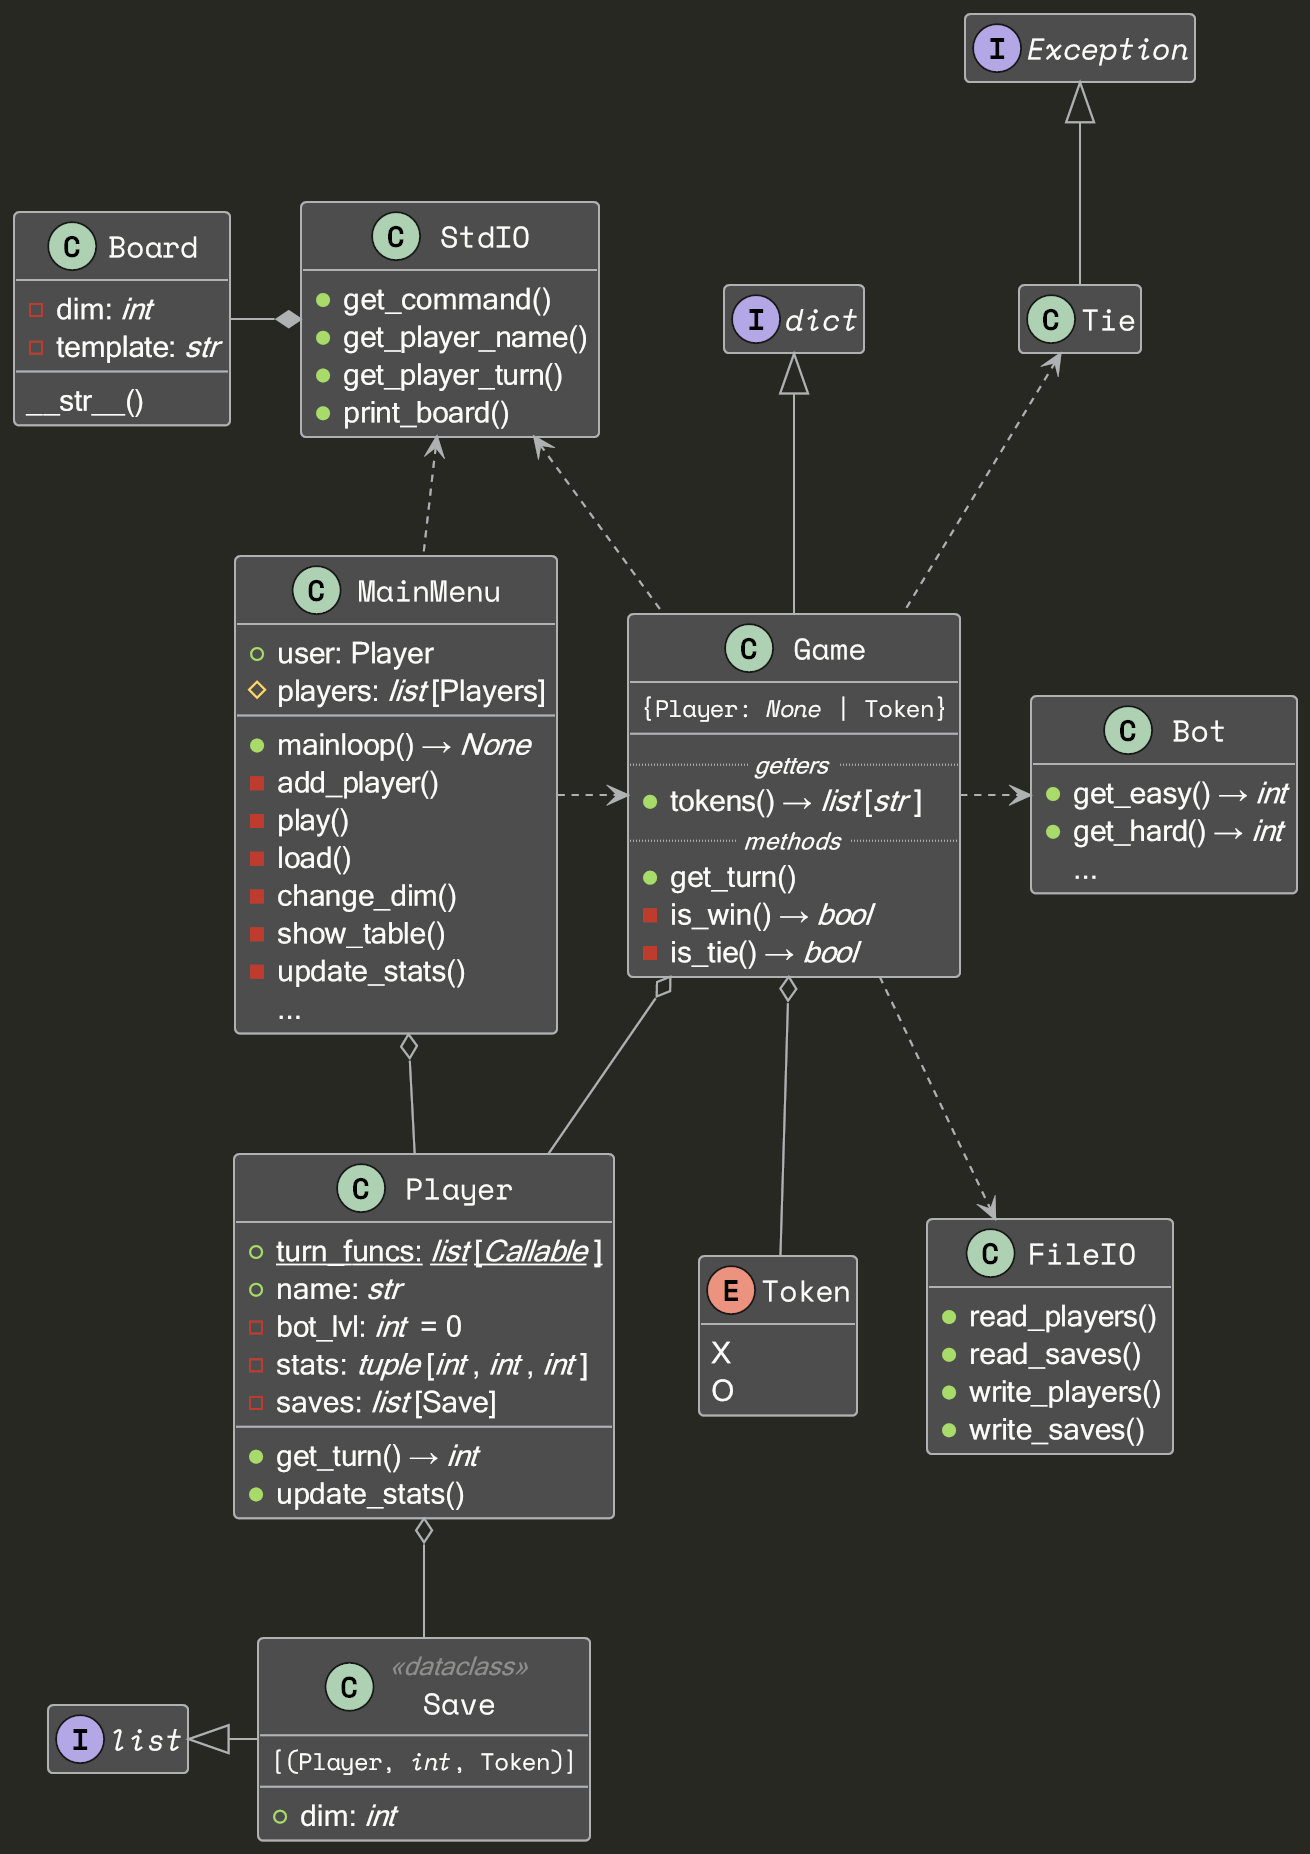 I Exception
C Board
dim: int
template: str
__str__()
C StdIO
get_command()
get_player_name()
get_player_turn()
print_board()
I dict
C Tie
C MainMenu
user: Player
players: list[Players]
mainloop() → None
add_player()
play()
load()
change_dim()
show_table()
update_stats()
...
C Game
{Player: None | Token}
getters
tokens() → list[str]
methods
get_turn()
is_win() → bool
is_tie() → bool
C Bot
get_easy() → int
get_hard() → int
...
C Player
turn_funcs: list[Callable]
name: str
bot_lvl: int = 0
stats: tuple[int, int, int]
saves: list[Save]
get_turn() → int
update_stats()
E Token
X
O
C FileIO
read_players()
read_saves()
write_players()
write_saves()
I list
«dataclass»
C Save
[(Player, int, Token)]
dim: int